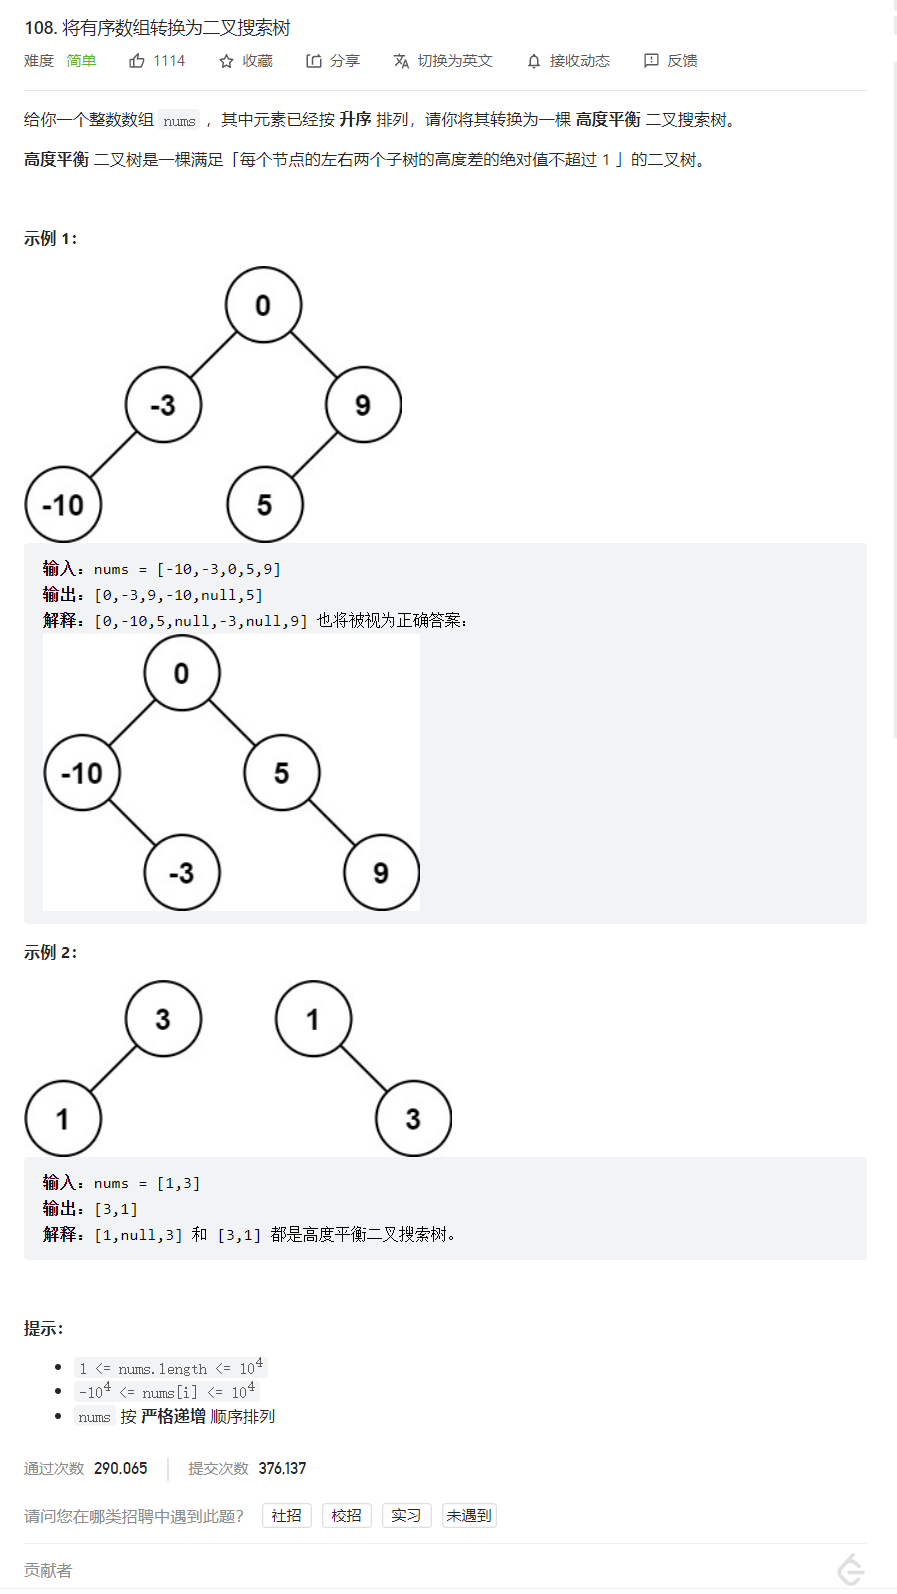 108. 将有序数组转换为二叉搜索树
难度 简单 1114 收藏 分享 切换为英文 接收动态 反馈
给你一个整数数组 nums ，其中元素已经按 升序 排列，请你将其转换为一棵 高度平衡 二叉搜索树。
高度平衡 二叉树是一棵满足「每个节点的左右两个子树的高度差的绝对值不超过 1 」的二叉树。
示例 1：
0
-3 9
-10 5
输入：nums = [-10,-3,0,5,9]
输出：[0,-3,9,-10,null,5]
解释：[0,-10,5,null,-3,null,9] 也将被视为正确答案：
0
-10 5
-3 9
示例 2：
3 1
1 3
输入：nums = [1,3]
输出：[3,1]
解释：[1,null,3] 和 [3,1] 都是高度平衡二叉搜索树。
提示：
1 <= nums.length <= 10⁴
-10⁴ <= nums[i] <= 10⁴
nums 按 严格递增 顺序排列
通过次数 290,065 提交次数 376,137
请问您在哪类招聘中遇到此题？ 社招 校招 实习 未遇到
贡献者